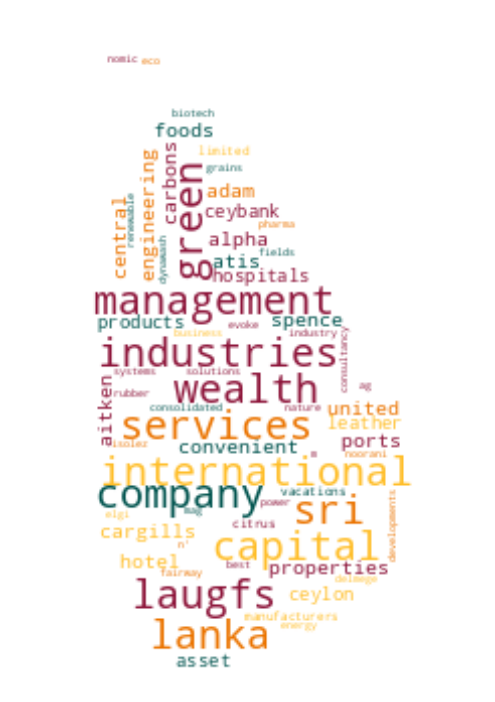 nomic eco
biotech
foods
limited
carbons
grains
engineering
green
adam
central
renewable
ceybank
pharma
alpha
dynawash
fields
atis
hospitals
management
products
evoke
spence
business
industry
industries
consultancy
systems
solutions
wealth
ag
aitken
rubber
consolidated
nature
united
services
leather
convenient
ports
isolez
m
noorani
international
company
vacations
power
sri
elgi
mag
citrus
developments
cargills
n'
capital
hotel
best
properties
fairway
delmege
laugfs
ceylon
manufacturers
energy
lanka
asset